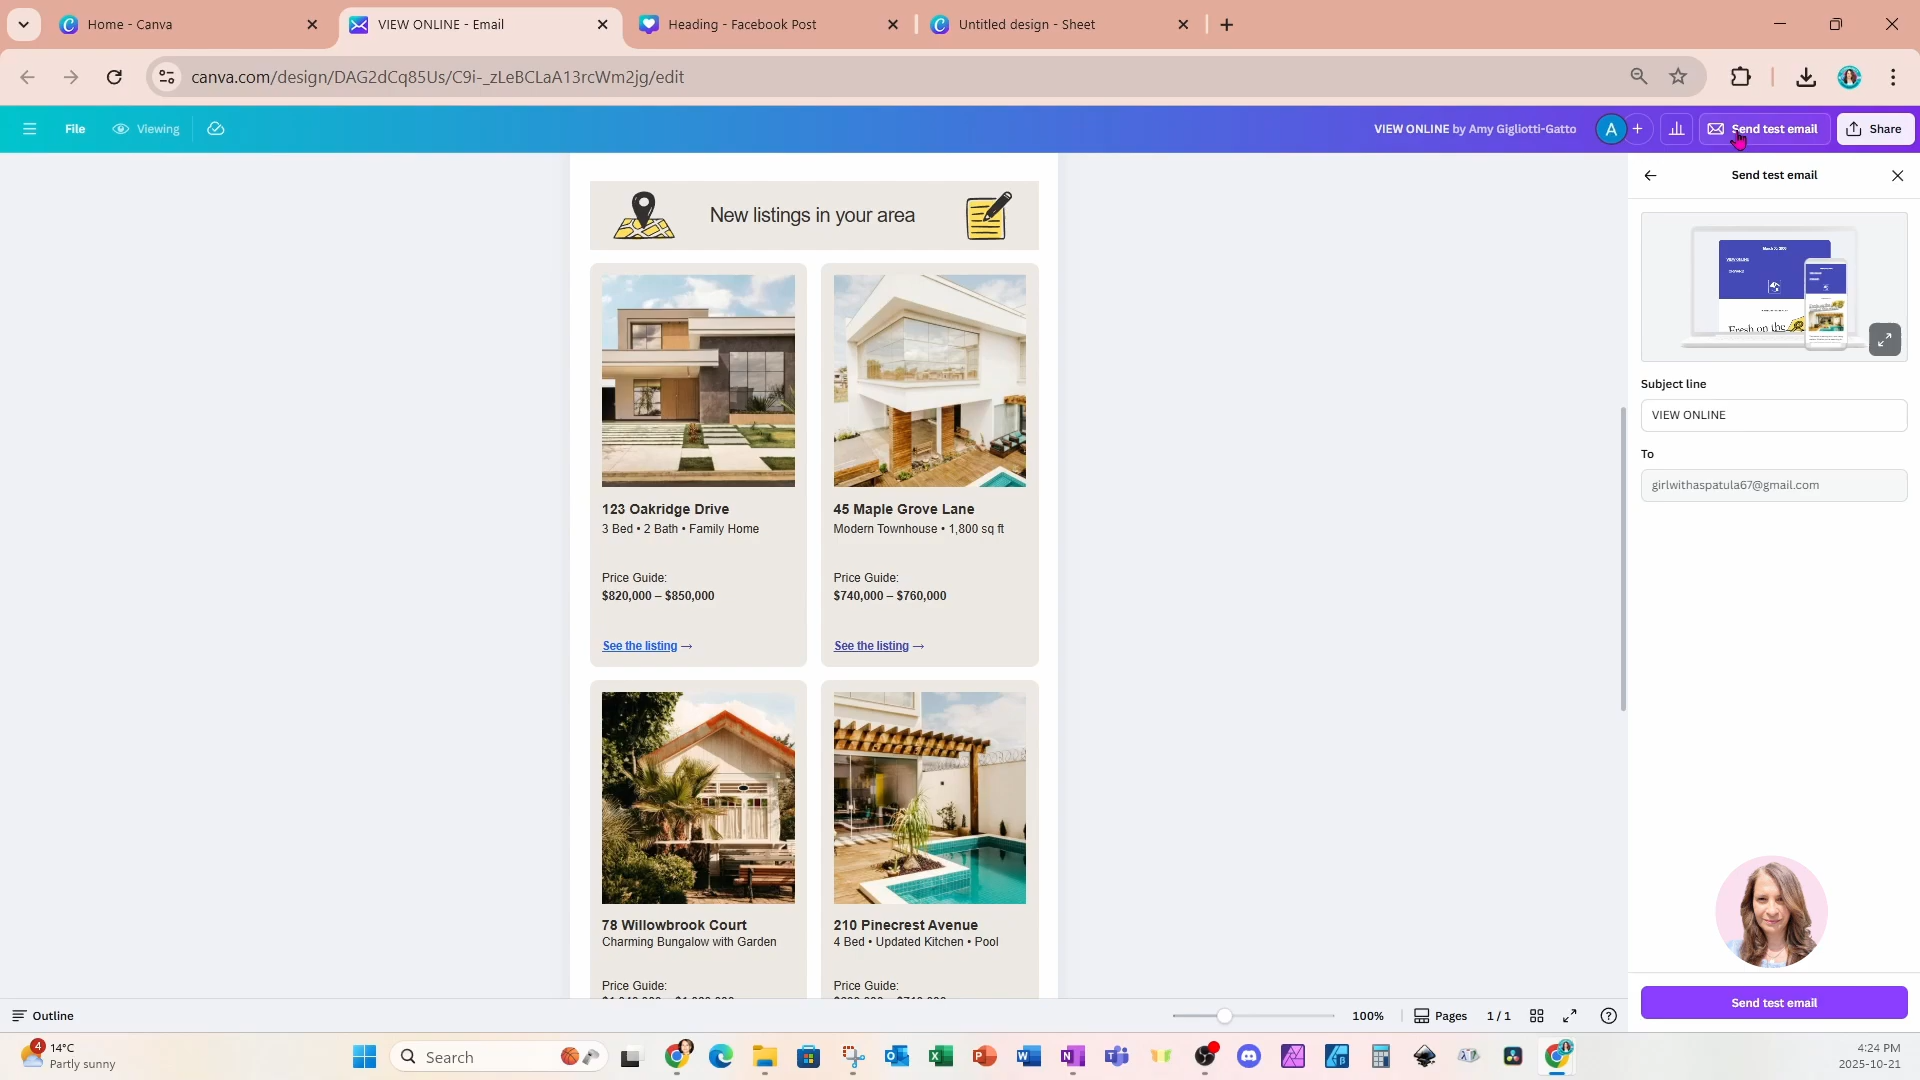 Home - Canva
VIEW ONLINE - Email
Heading - Facebook Post
Untitled design - Sheet
canva.com/design/DAG2dCq85Us/C9i-_zLeBCLaA13rcWm2jg/edit
File
Viewing
VIEW ONLINE by Amy Gigliotti-Gatto
A
Send test email
Share
New listings in your area
123 Oakridge Drive
3 Bed • 2 Bath • Family Home
Price Guide:
$820,000 – $850,000
See the listing →
45 Maple Grove Lane
Modern Townhouse • 1,800 sq ft
Price Guide:
$740,000 – $760,000
See the listing →
78 Willowbrook Court
Charming Bungalow with Garden
Price Guide:
210 Pinecrest Avenue
4 Bed • Updated Kitchen • Pool
Price Guide:
Send test email
VIEW ONLINE
Fresh on the
Subject line
VIEW ONLINE
To
girlwithaspatula67@gmail.com
Send test email
Outline
100%
Pages
1 / 1
4
14°C
Partly sunny
Search
4:24 PM
2025-10-21